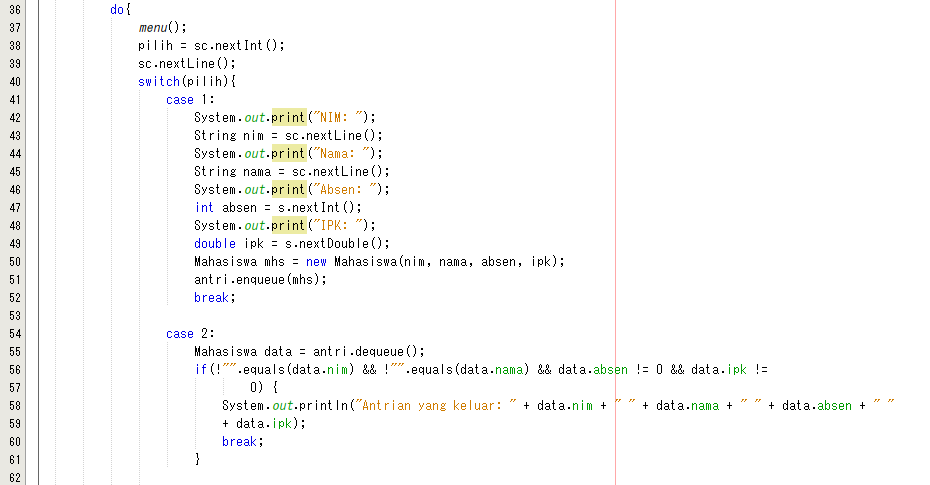 36 do{
37 menu();
38 pilih = sc.nextInt();
39 sc.nextLine();
40 switch(pilih){
41 case 1:
42 System.out.print("NIM: ");
43 String nim = sc.nextLine();
44 System.out.print("Nama: ");
45 String nama = sc.nextLine();
46 System.out.print("Absen: ");
47 int absen = s.nextInt();
48 System.out.print("IPK: ");
49 double ipk = s.nextDouble();
50 Mahasiswa mhs = new Mahasiswa(nim, nama, absen, ipk);
51 antri.enqueue(mhs);
52 break;
53
54 case 2:
55 Mahasiswa data = antri.dequeue();
56 if(!"".equals(data.nim) && !"".equals(data.nama) && data.absen != 0 && data.ipk !=
57 0) {
58 System.out.println("Antrian yang keluar: " + data.nim + " " + data.nama + " " + data.absen + " "
59 + data.ipk);
60 break;
61 }
62